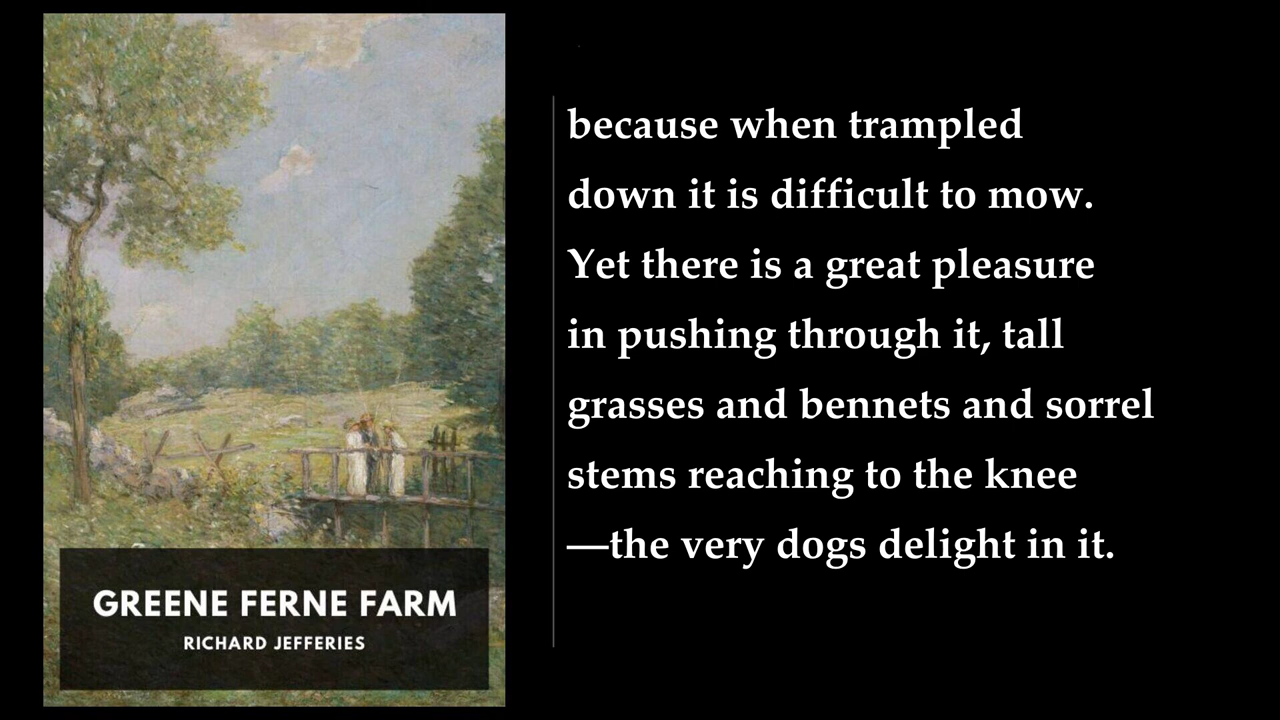 GREENE FERNE FARM
RICHARD JEFFERIES
because when trampled
down it is difficult to mow.
Yet there is a great pleasure
in pushing through it, tall
grasses and bennets and sorrel
stems reaching to the knee
—the very dogs delight in it.